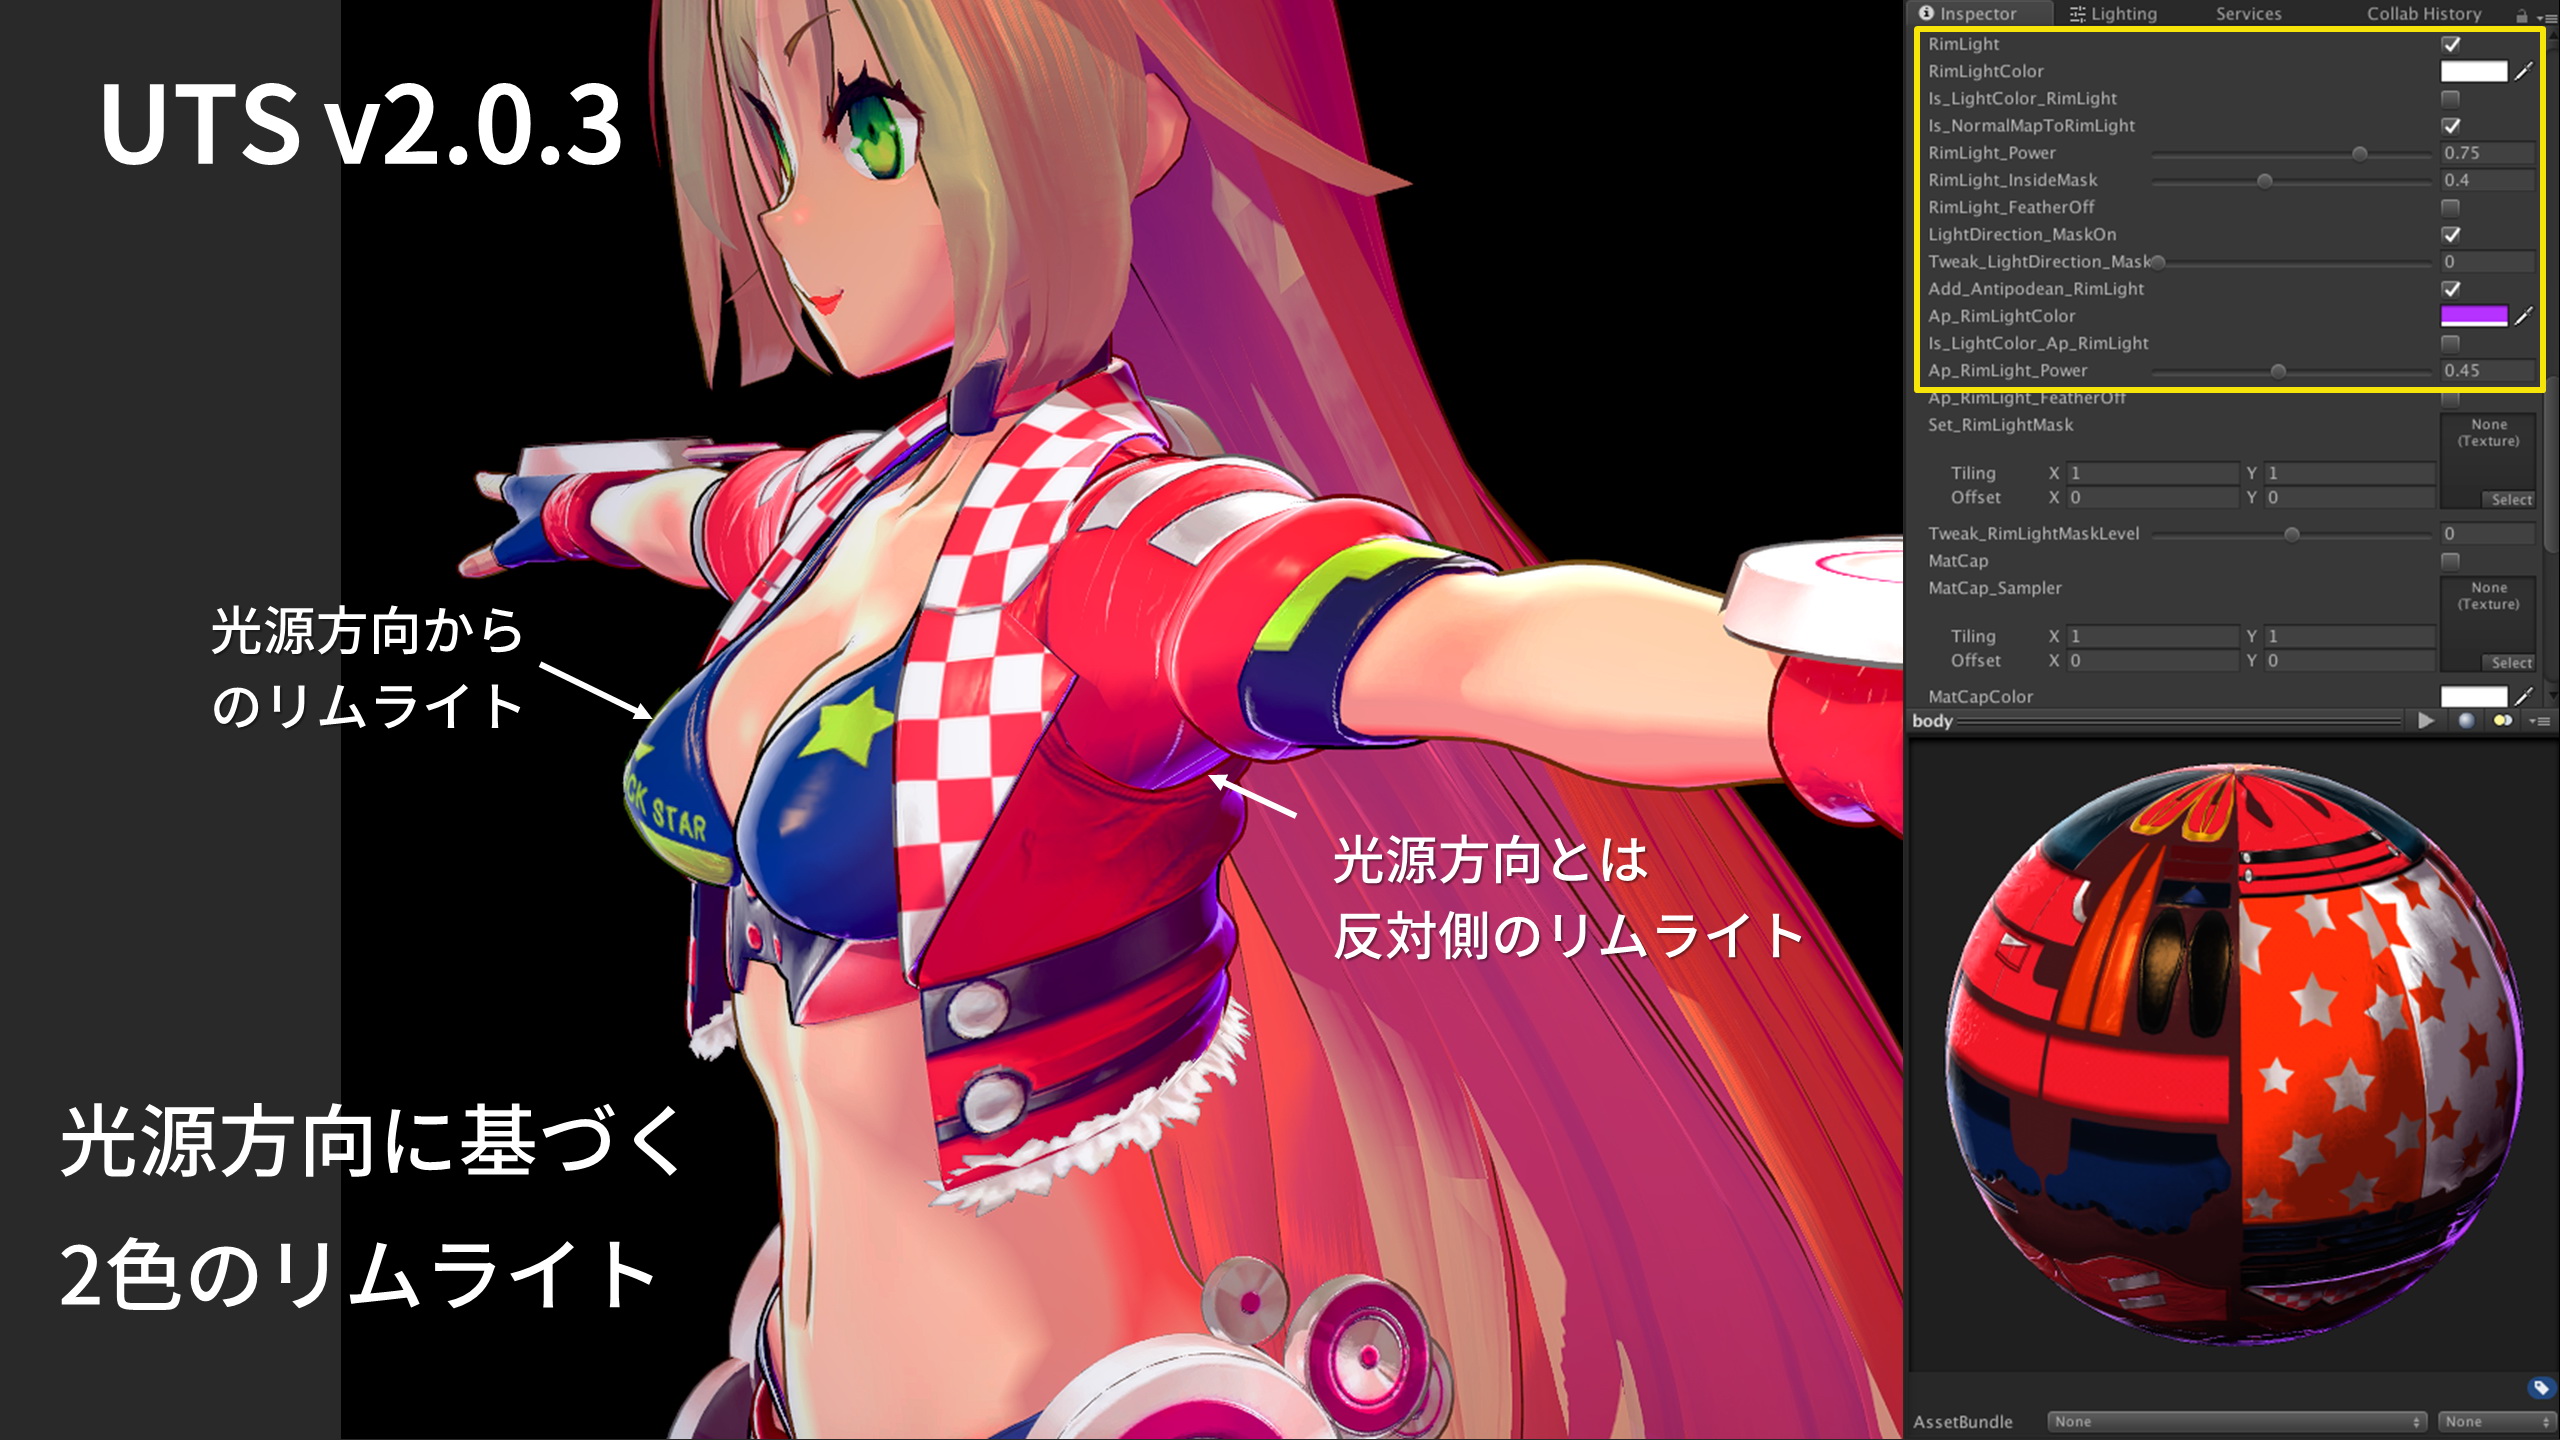 UTS v2.0.3
光源方向から
のリムライト
光源方向とは
反対側のリムライト
光源方向に基づく
2色のリムライト
CK STAR
Inspector Lighting Services Collab History
RimLight
RimLightColor
Is_LightColor_RimLight
Is_NormalMapToRimLight
RimLight_Power 0.75
RimLight_InsideMask 0.4
RimLight_FeatherOff
LightDirection_MaskOn
Tweak_LightDirection_Mask 0
Add_Antipodean_RimLight
Ap_RimLightColor
Is_LightColor_Ap_RimLight
Ap_RimLight_Power 0.45
Ap_RimLight_FeatherOff
Set_RimLightMask None
(Texture)
Tiling X 1 Y 1
Offset X 0 Y 0 Select
Tweak_RimLightMaskLevel 0
MatCap
MatCap_Sampler None
(Texture)
Tiling X 1 Y 1
Offset X 0 Y 0 Select
MatCapColor
body
AssetBundle None None